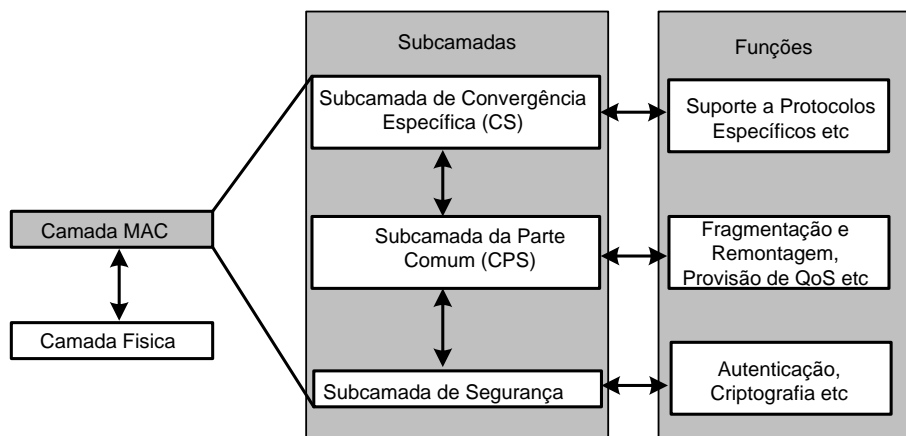 Subcamadas
Funções
Subcamada de Convergência
Específica (CS)
Suporte a Protocolos
Específicos etc
Camada MAC
Subcamada da Parte
Comum (CPS)
Fragmentação e
Remontagem,
Provisão de QoS etc
Camada Fisica
Subcamada de Segurança
Autenticação,
Criptografia etc